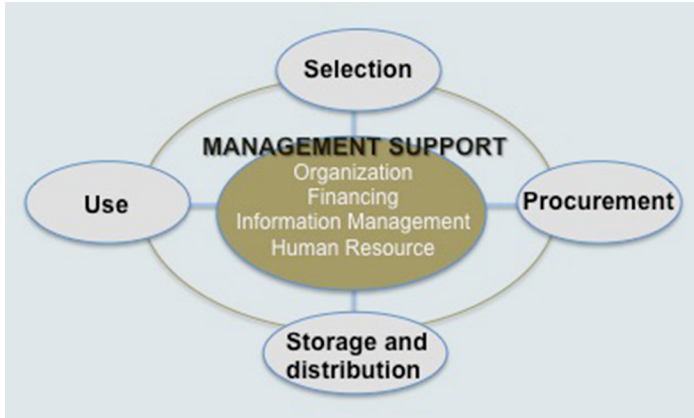 Selection
MANAGEMENT SUPPORT
Organization
Financing
Information Management
Human Resource
Use
Procurement
Storage and
distribution